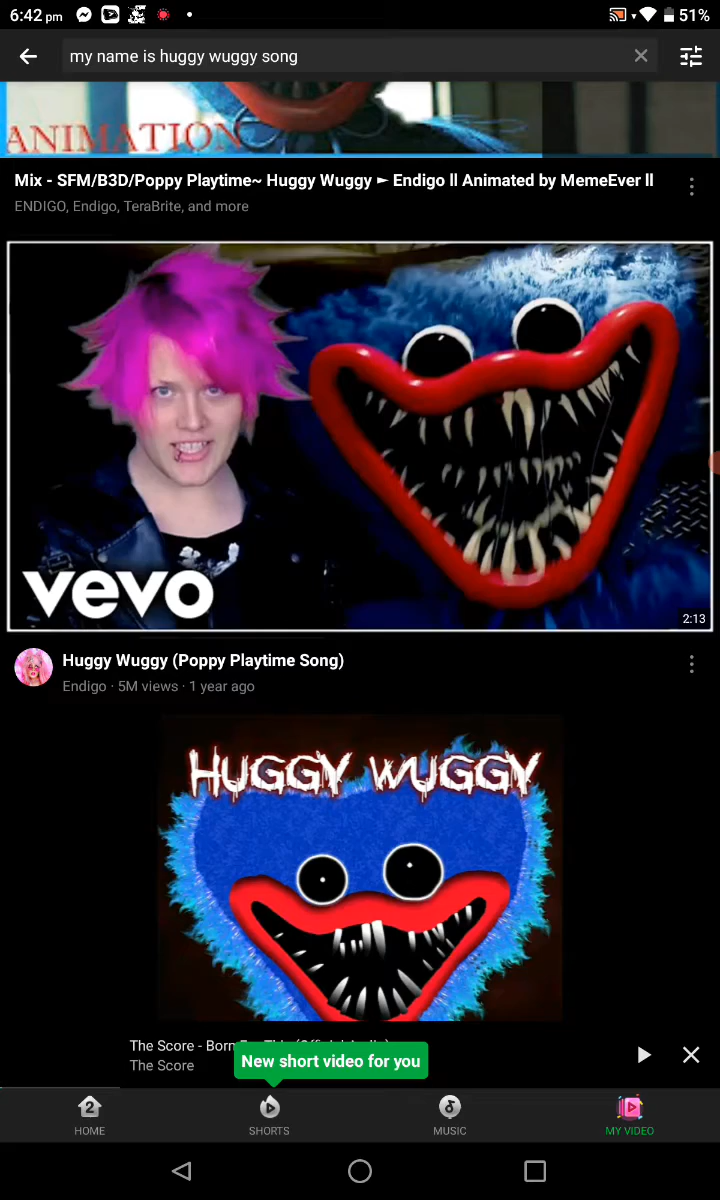 6:42 pm
51%
my name is huggy wuggy song
ANIMATION
Mix - SFM/B3D/Poppy Playtime~ Huggy Wuggy ► Endigo ll Animated by MemeEver ll
ENDIGO, Endigo, TeraBrite, and more
vevo
2:13
Huggy Wuggy (Poppy Playtime Song)
Endigo · 5M views · 1 year ago
HUGGY WUGGY
The Score - Born
The Score
New short video for you
2
HOME
SHORTS
MUSIC
MY VIDEO